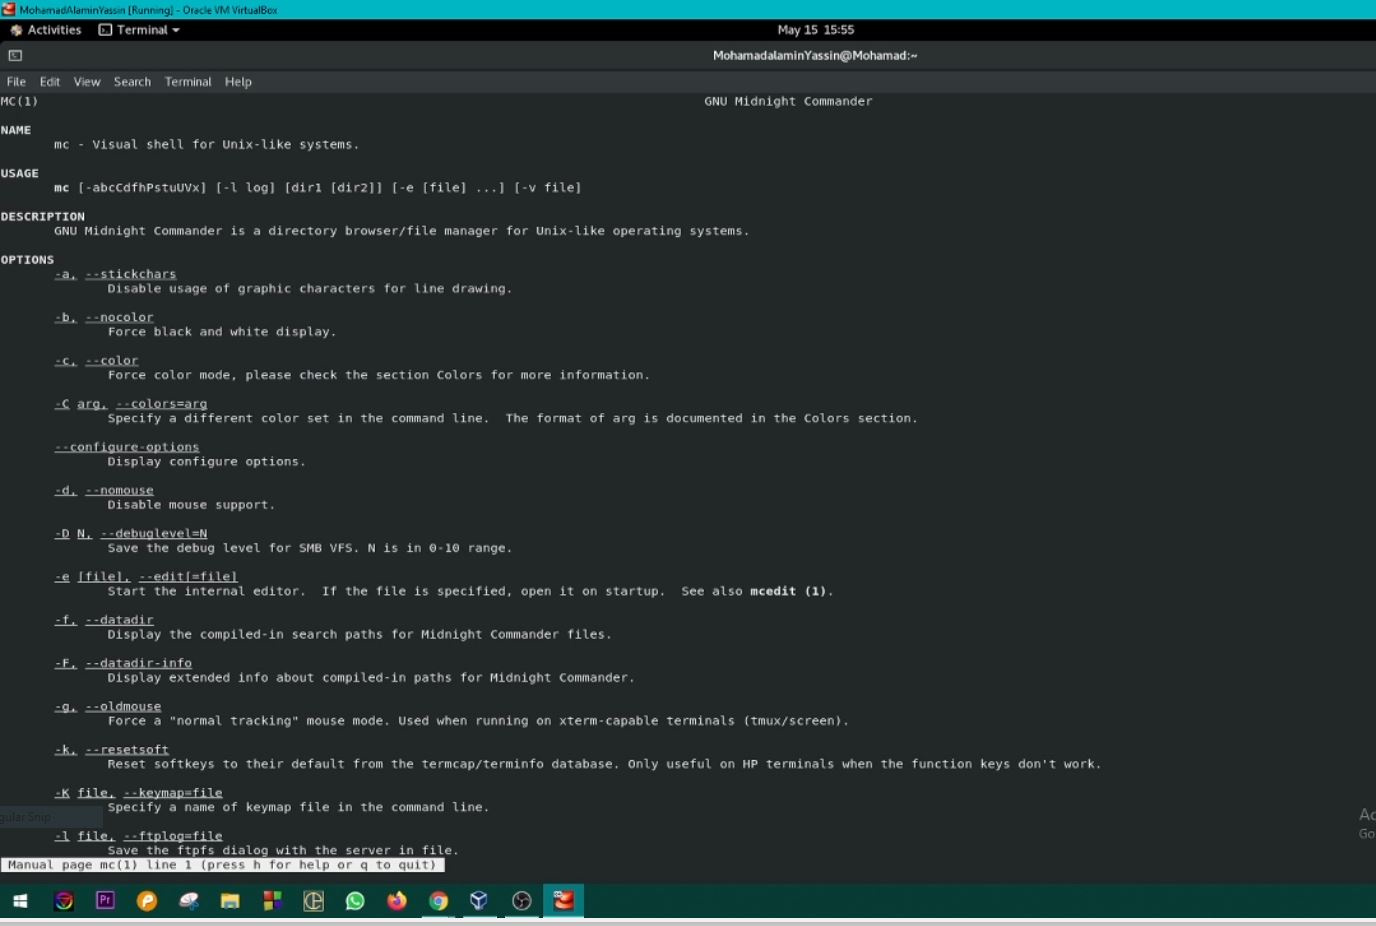 MohamadAlaminYassin [Running] - Oracle VM VirtualBox
Activities Terminal May 15 15:55
MohamadalaminYassin@Mohamad:~
File Edit View Search Terminal Help
MC(1) GNU Midnight Commander
NAME
mc - Visual shell for Unix-like systems.
USAGE
mc [-abcCdfhPstuUVx] [-l log] [dir1 [dir2]] [-e [file] ...] [-v file]
DESCRIPTION
GNU Midnight Commander is a directory browser/file manager for Unix-like operating systems.
OPTIONS
-a, --stickchars
Disable usage of graphic characters for line drawing.
-b, --nocolor
Force black and white display.
-c, --color
Force color mode, please check the section Colors for more information.
-C arg, --colors=arg
Specify a different color set in the command line.  The format of arg is documented in the Colors section.
--configure-options
Display configure options.
-d, --nomouse
Disable mouse support.
-D N, --debuglevel=N
Save the debug level for SMB VFS. N is in 0-10 range.
-e [file], --edit[=file]
Start the internal editor.  If the file is specified, open it on startup.  See also mcedit (1).
-f, --datadir
Display the compiled-in search paths for Midnight Commander files.
-F, --datadir-info
Display extended info about compiled-in paths for Midnight Commander.
-g, --oldmouse
Force a "normal tracking" mouse mode. Used when running on xterm-capable terminals (tmux/screen).
-k, --resetsoft
Reset softkeys to their default from the termcap/terminfo database. Only useful on HP terminals when the function keys don't work.
-K file, --keymap=file
Specify a name of keymap file in the command line.
gular Snip
Ac
Go
-l file, --ftplog=file
Save the ftpfs dialog with the server in file.
Manual page mc(1) line 1 (press h for help or q to quit)
Pr